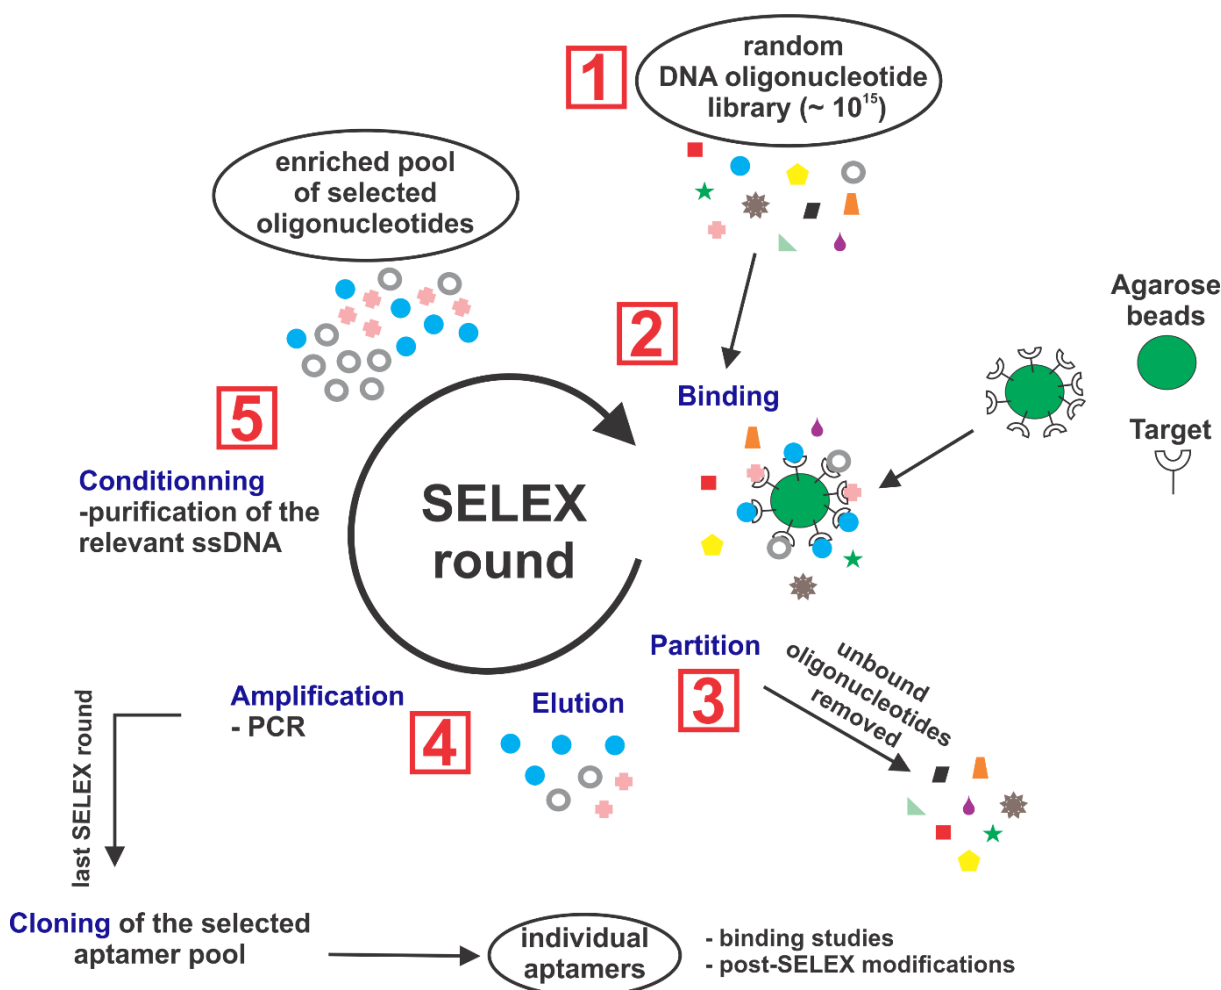 1
random
DNA oligonucleotide
library (~ 10¹⁵)
enriched pool
of selected
oligonucleotides
2
Binding
Agarose
beads
Target
5
Conditionning
-purification of the
relevant ssDNA
SELEX
round
Partition
3
unbound
oligonucleotides
removed
Amplification
- PCR
4
Elution
last SELEX round
Cloning of the selected
aptamer pool
individual
aptamers
- binding studies
- post-SELEX modifications